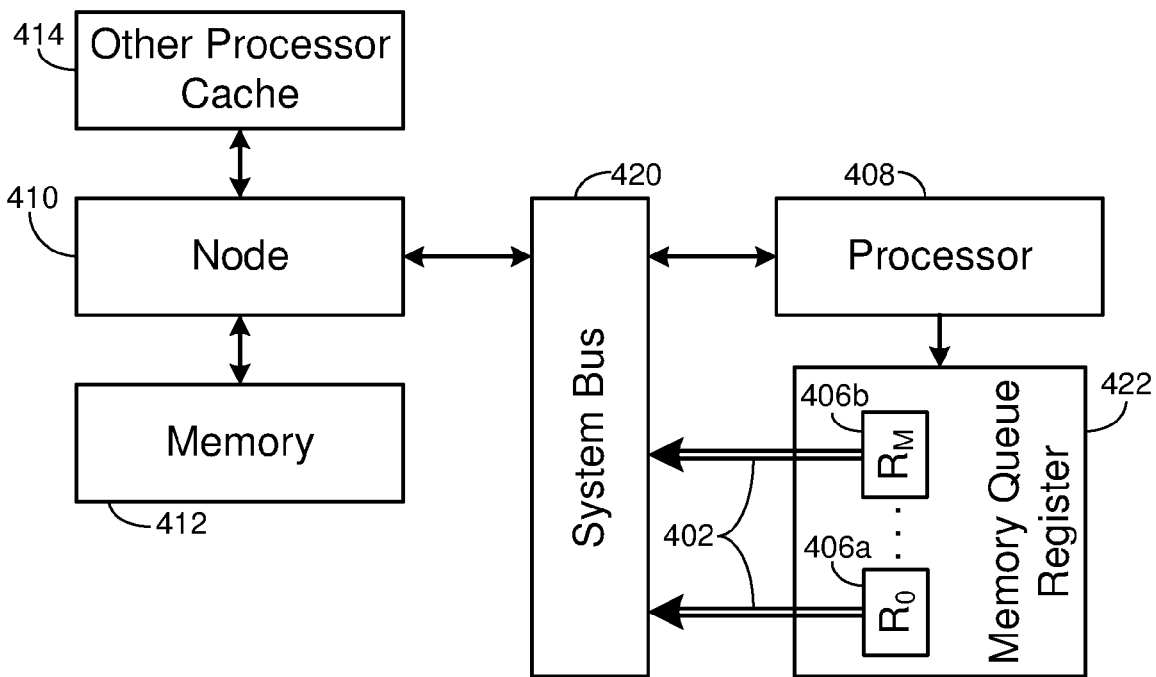 414
Other Processor
Cache
410
Node
Memory
412
420
System Bus
408
Processor
422
Memory Queue
Register
406b
R_M
402
. . . .
406a
R_0